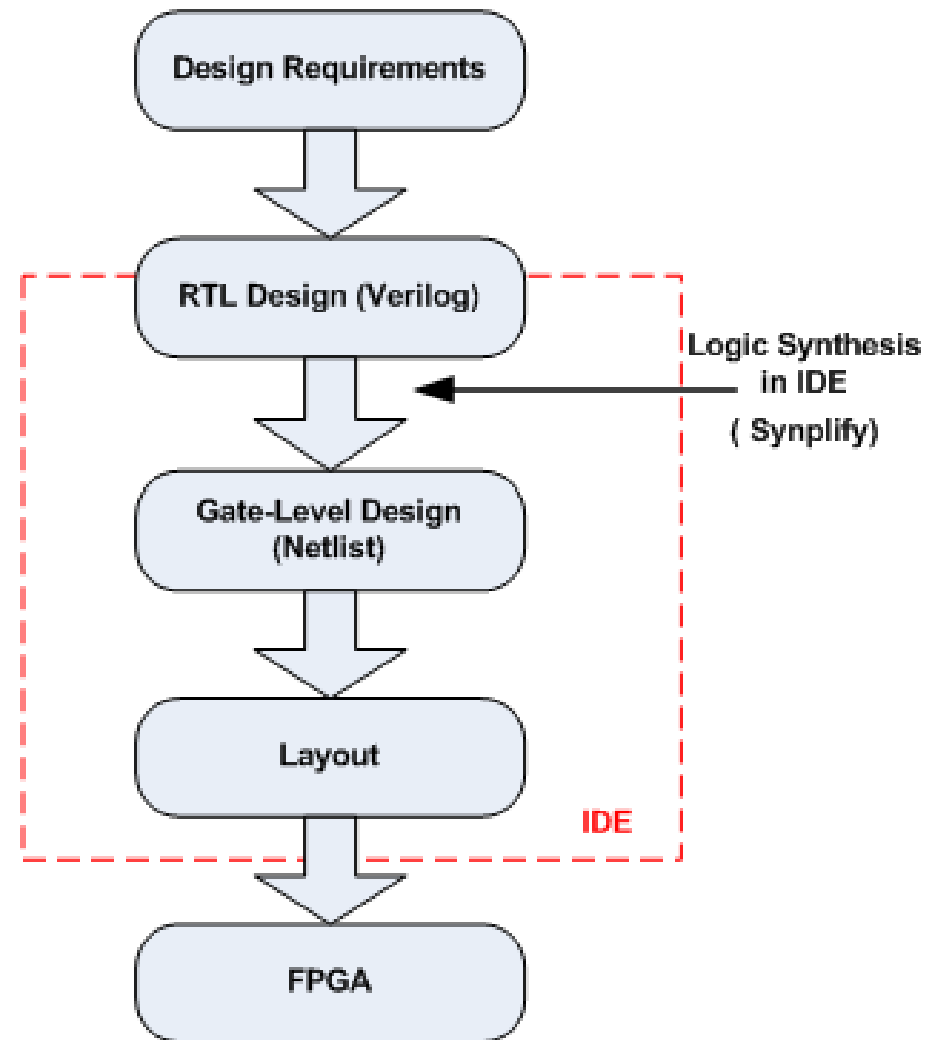 Design Requirements
RTL Design (Verilog)
Logic Synthesis
in IDE
( Synplify)
Gate-Level Design
(Netlist)
Layout
IDE
FPGA